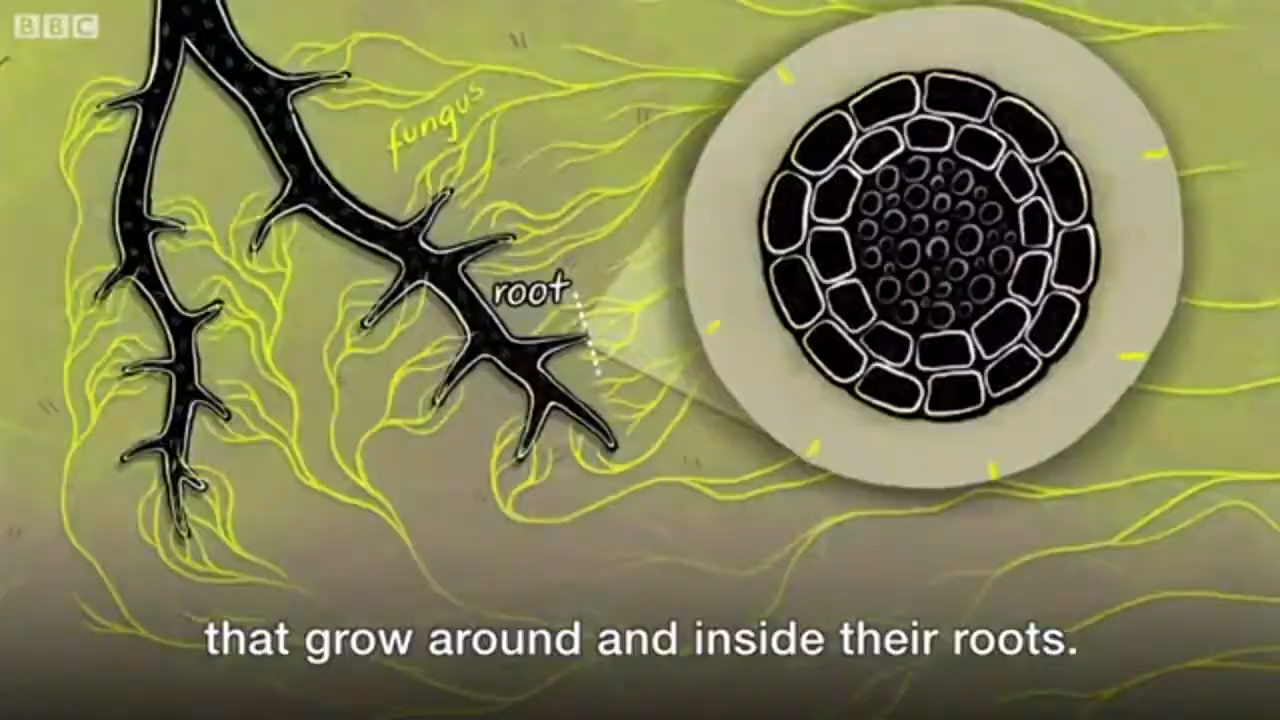 BBC
fungus
root
that grow around and inside their roots.